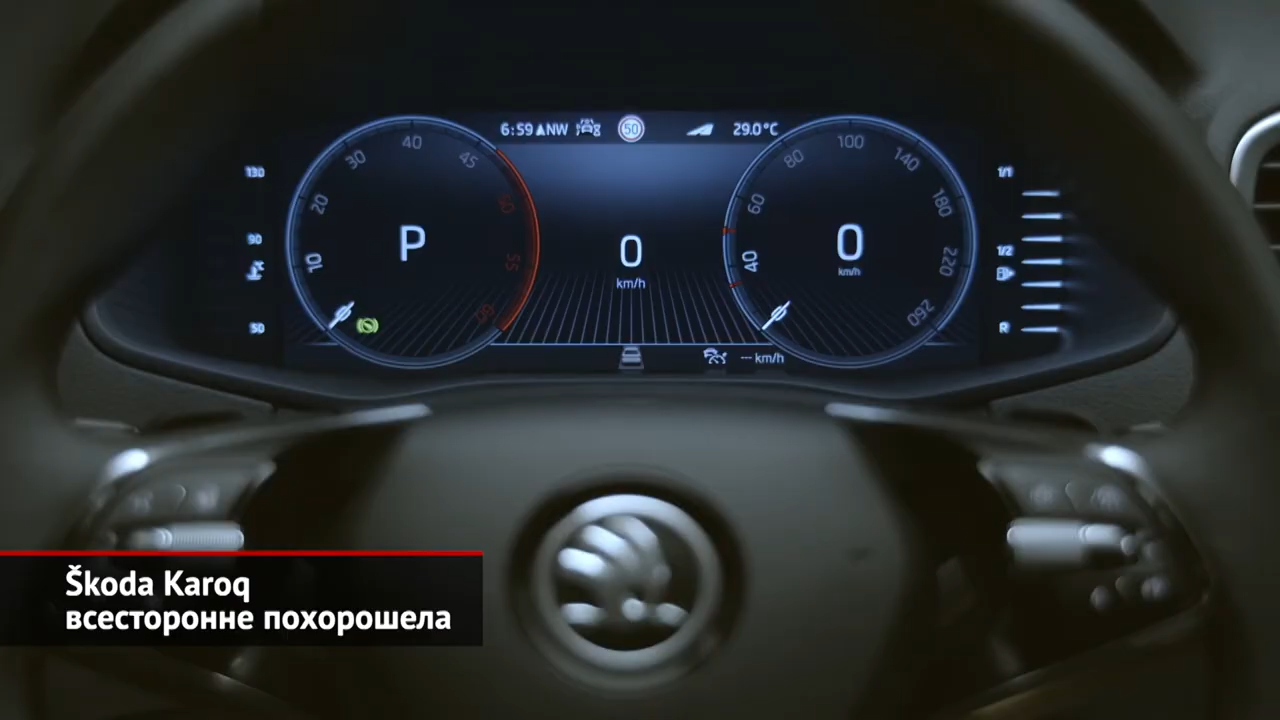 6:59 NW 50 29.0°C
130
90
50
10
20
30
40
45
50
55
60
P
0
km/h
40
60
80
100
140
180
220
260
0
km/h
1/1
1/2
R
--- km/h
Škoda Karoq
всесторонне похорошела